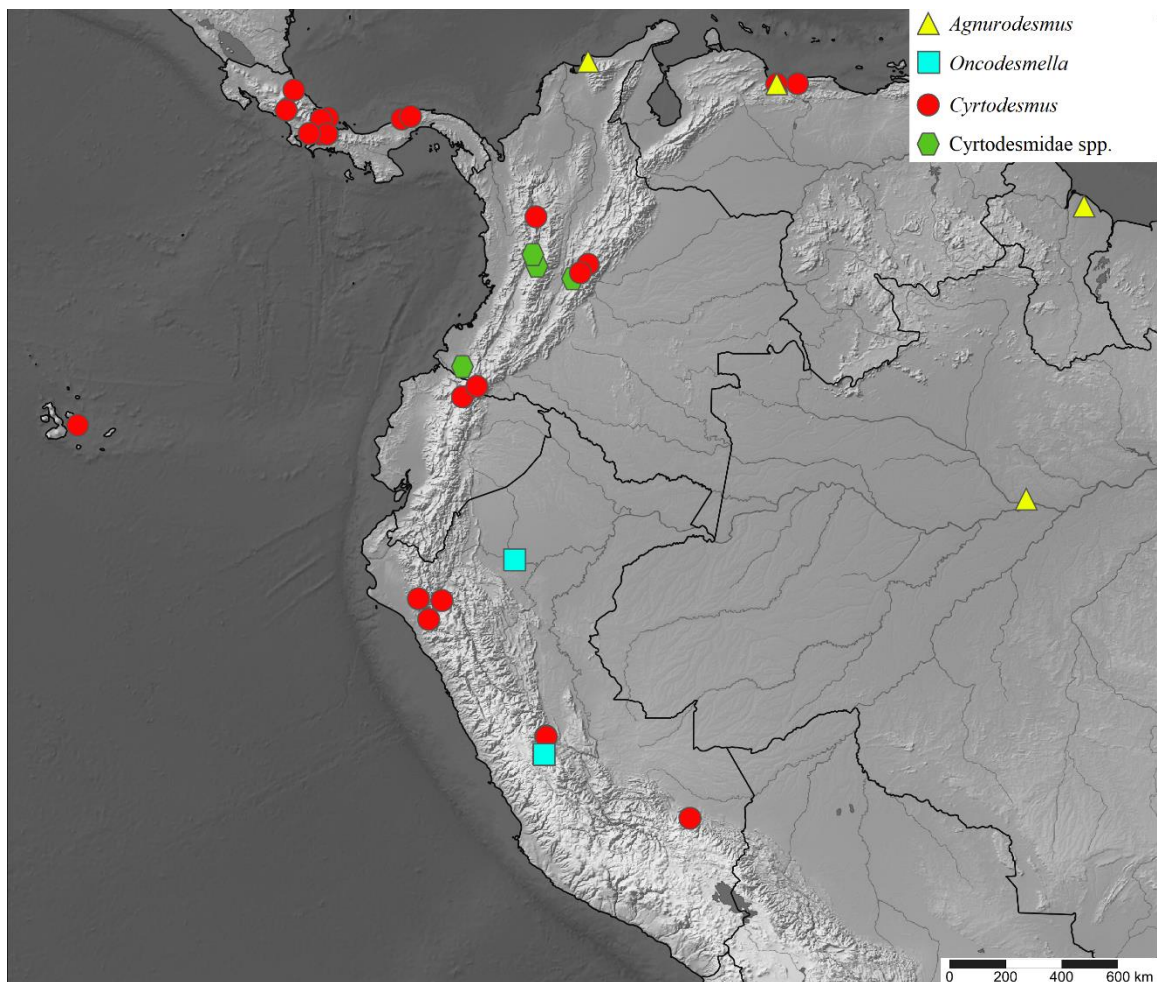 Agnurodesmus
Oncodesmella
Cyrtodesmus
Cyrtodesmidae spp.
0 200 400 600 km